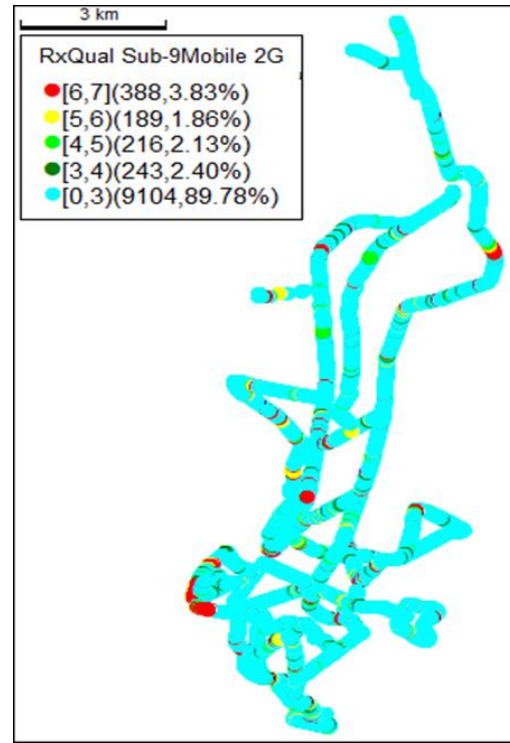 3 km
RxQual Sub-9Mobile 2G
[6,7](388,3.83%)
[5,6)(189,1.86%)
[4,5)(216,2.13%)
[3,4)(243,2.40%)
[0,3)(9104,89.78%)